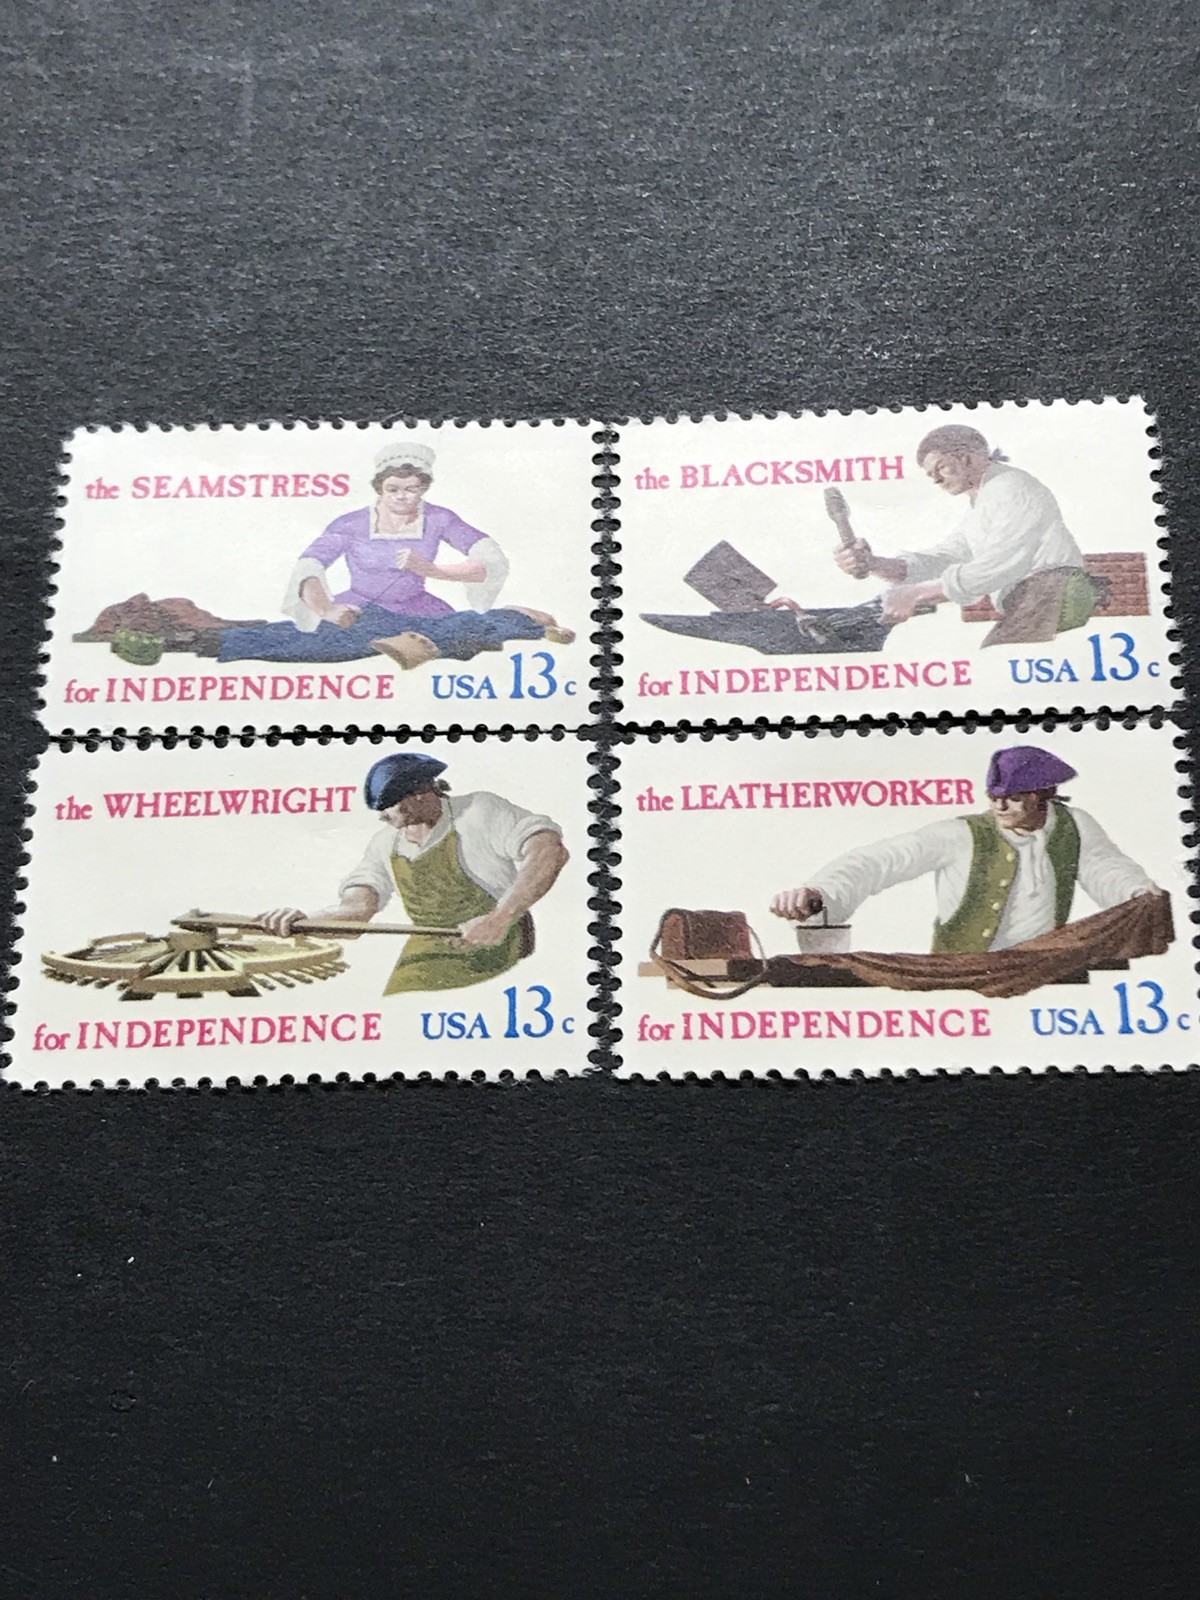 the SEAMSTRESS
for INDEPENDENCE USA 13c
the BLACKSMITH
for INDEPENDENCE USA 13c
the WHEELWRIGHT
for INDEPENDENCE USA 13c
the LEATHERWORKER
for INDEPENDENCE USA 13c